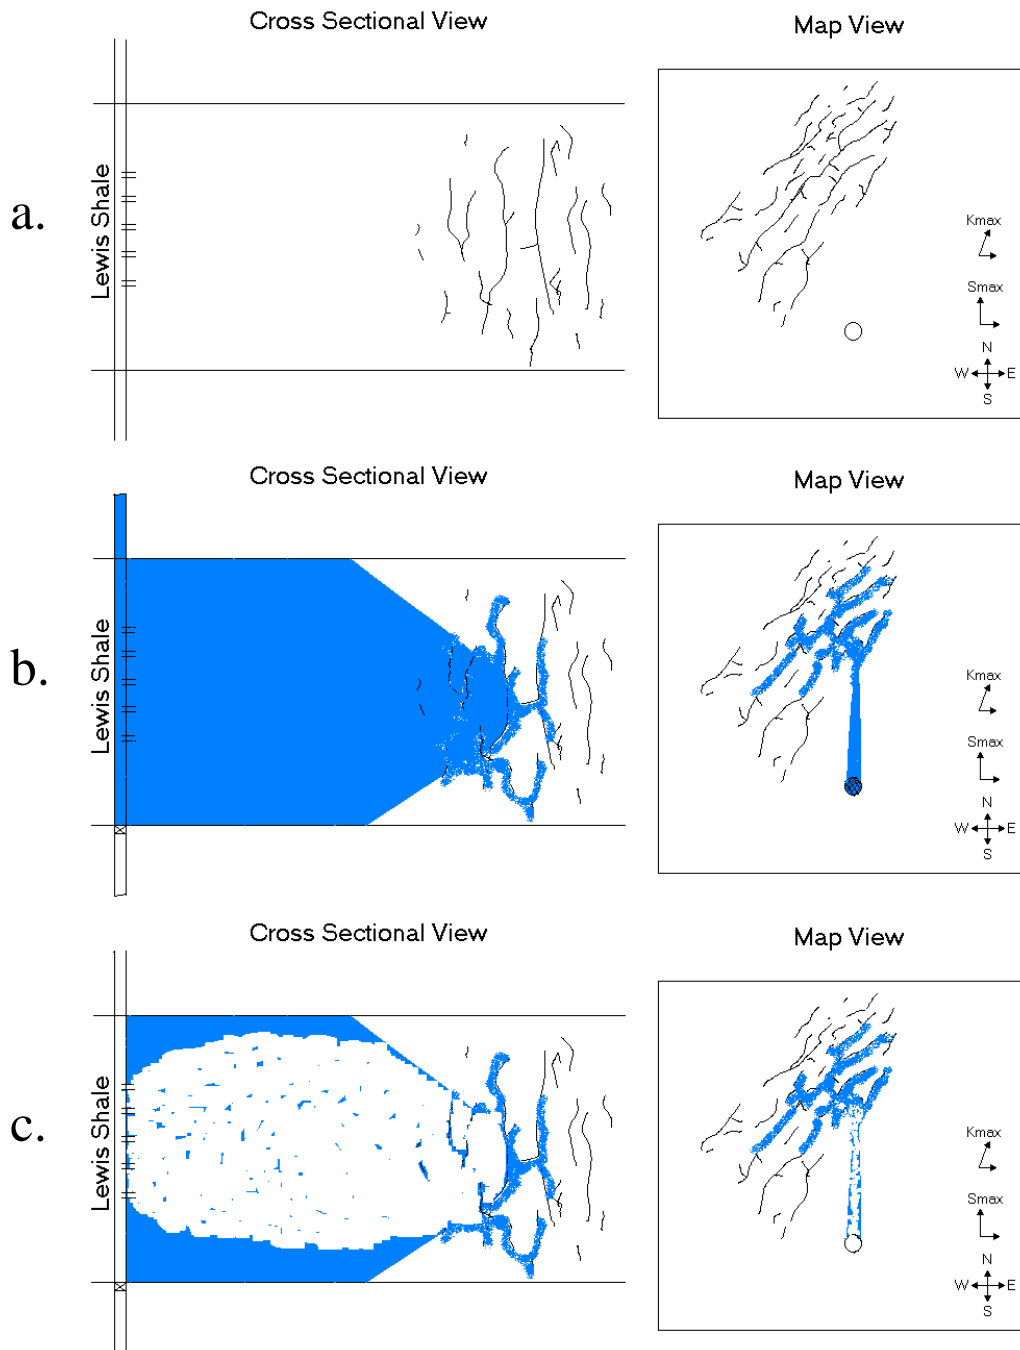 Cross Sectional View
Map View
a.
Lewis Shale
Kmax
Smax
N
W E
S
Cross Sectional View
Map View
b.
Lewis Shale
Kmax
Smax
N
W E
S
Cross Sectional View
Map View
c.
Lewis Shale
Kmax
Smax
N
W E
S